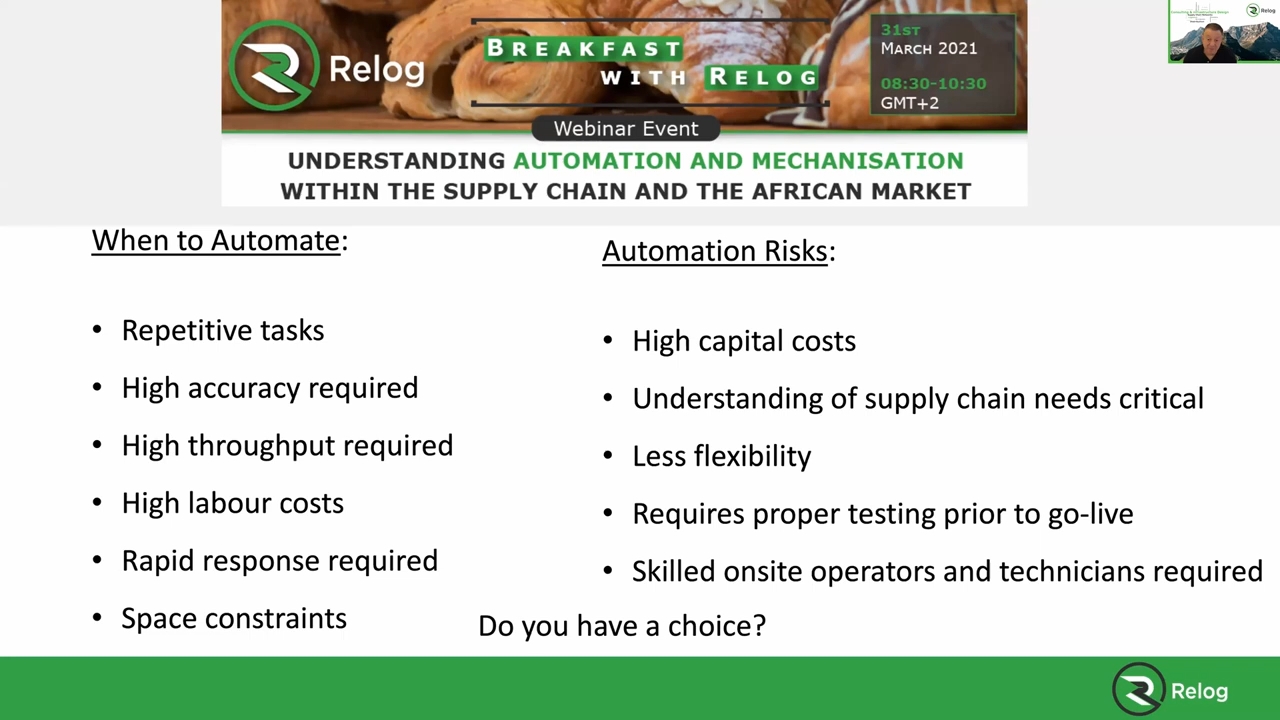 Relog
BREAKFAST
WITH RELOG
31ST
MARCH 2021
08:30-10:30
GMT+2
Webinar Event
UNDERSTANDING AUTOMATION AND MECHANISATION
WITHIN THE SUPPLY CHAIN AND THE AFRICAN MARKET
Relog
When to Automate:
• Repetitive tasks
• High accuracy required
• High throughput required
• High labour costs
• Rapid response required
• Space constraints
Automation Risks:
• High capital costs
• Understanding of supply chain needs critical
• Less flexibility
• Requires proper testing prior to go-live
• Skilled onsite operators and technicians required
Do you have a choice?
Relog